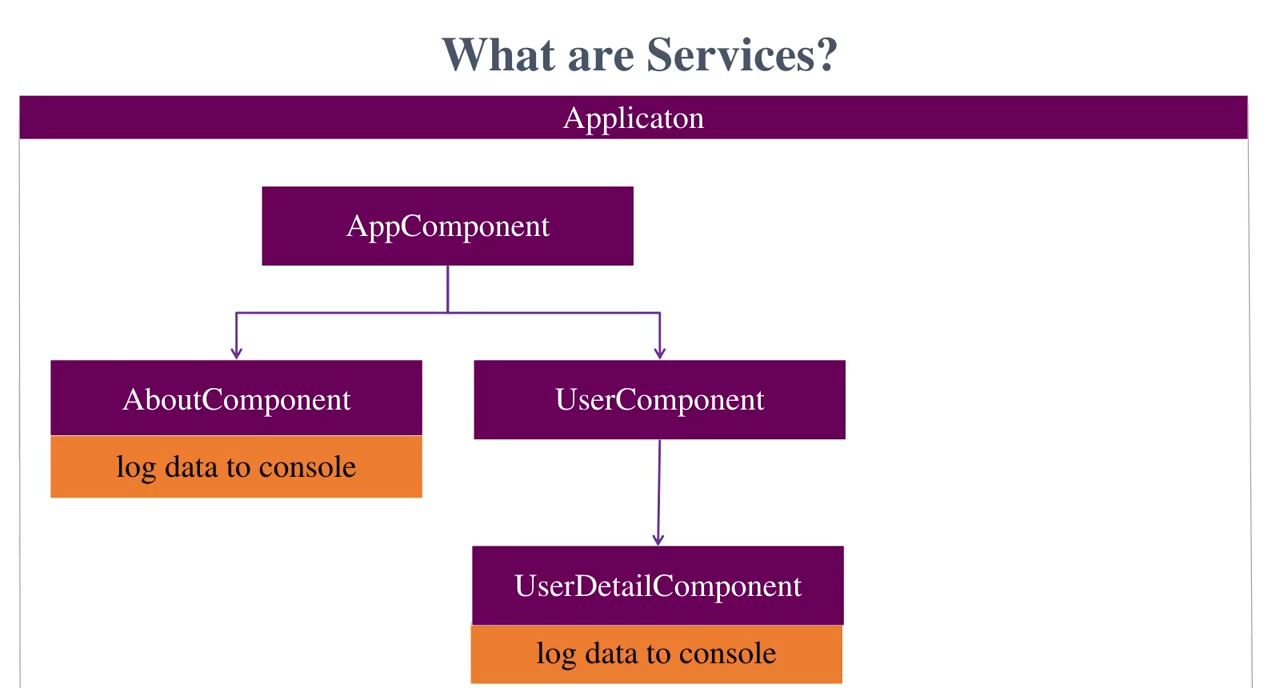 What are Services?
Applicaton
AppComponent
AboutComponent
UserComponent
log data to console
UserDetailComponent
log data to console